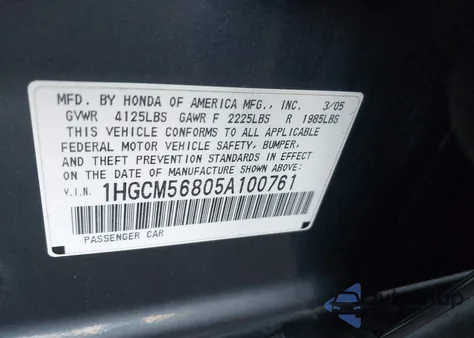 MFD. BY HONDA OF AMERICA MFG., INC. 3/05
GVWR 4125LBS GAWR F 2225LBS R 1985LBS
THIS VEHICLE CONFORMS TO ALL APPLICABLE
FEDERAL MOTOR VEHICLE SAFETY, BUMPER,
AND THEFT PREVENTION STANDARDS IN EFFECT
ON THE DATE OF MANUFACTURE SHOWN ABOVE.
V.I.N. 1HGCM56805A100761
PASSENGER CAR